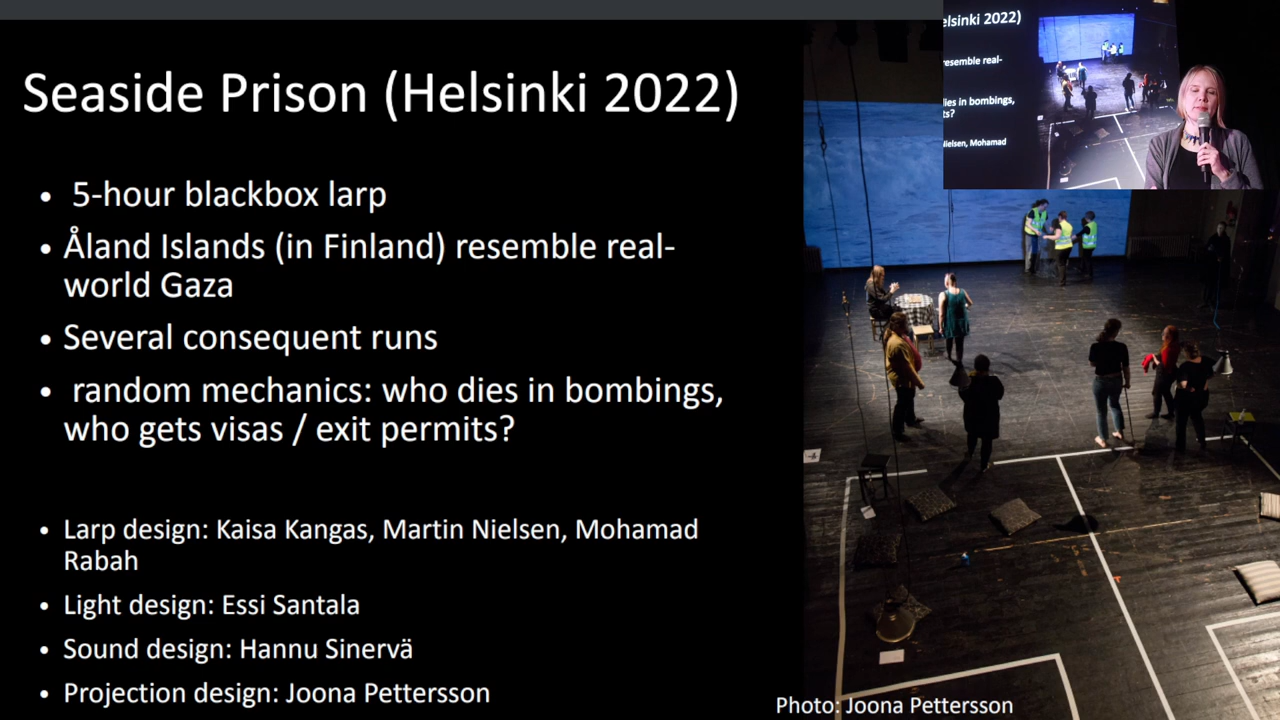 Seaside Prison (Helsinki 2022)
• 5-hour blackbox larp
• Åland Islands (in Finland) resemble real-
world Gaza
• Several consequent runs
• random mechanics: who dies in bombings,
who gets visas / exit permits?
• Larp design: Kaisa Kangas, Martin Nielsen, Mohamad
Rabah
• Light design: Essi Santala
• Sound design: Hannu Sinervä
• Projection design: Joona Pettersson
Photo: Joona Pettersson
elsinki 2022)
resemble real-
dies in bombings,
ts?
Nielsen, Mohamad